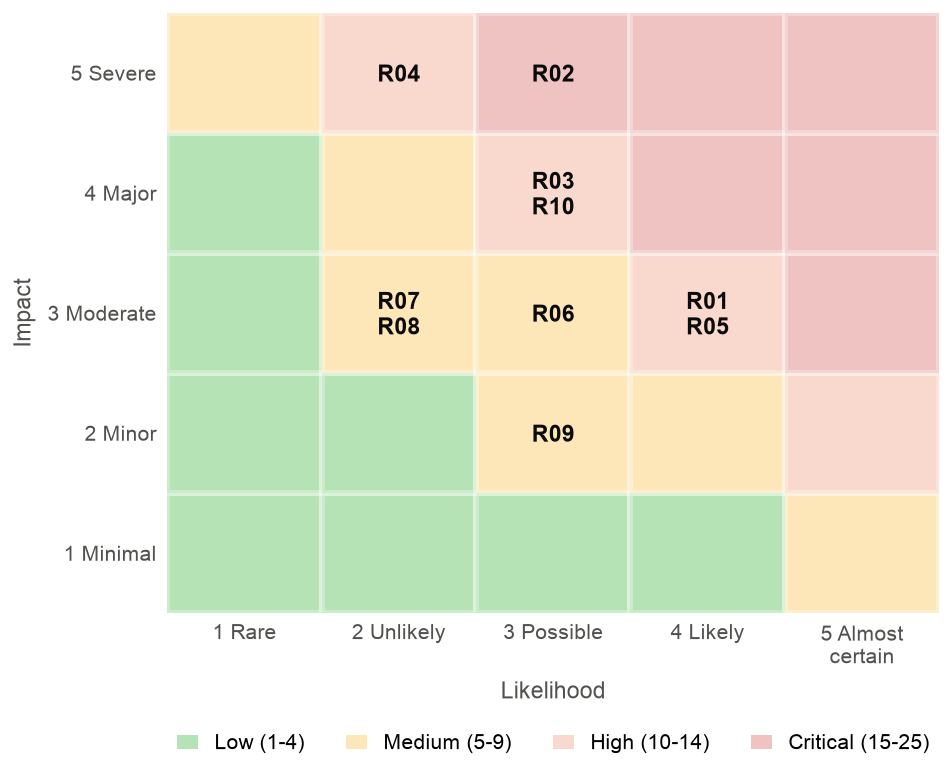 5 Severe
R04
R02
4 Major
R03
R10
Impact
3 Moderate
R07
R08
R06
R01
R05
2 Minor
R09
1 Minimal
1 Rare
2 Unlikely
3 Possible
4 Likely
5 Almost
certain
Likelihood
Low (1-4)
Medium (5-9)
High (10-14)
Critical (15-25)